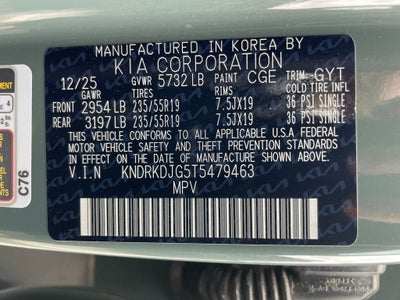 MANUFACTURED IN KOREA BY
KIA CORPORATION
12/25 GVWR 5732 LB PAINT CGE TRIM GYT
GAWR TIRES RIMS COLD TIRE INFL
FRONT 2954 LB 235/55R19 7.5JX19 36 PSI SINGLE
REAR 3197 LB 235/55R19 7.5JX19 36 PSI SINGLE
THIS VEHICLE CONFORMS TO ALL APPLICABLE U.S.A FEDERAL
MOTOR VEHICLE SAFETY, BUMPER, AND
THEFT PREVENTION STANDARDS IN EFFECT ON
THE DATE OF MANUFACTURE SHOWN ABOVE.
V.I.N KNDRKDJG5T5479463
MPV
C76